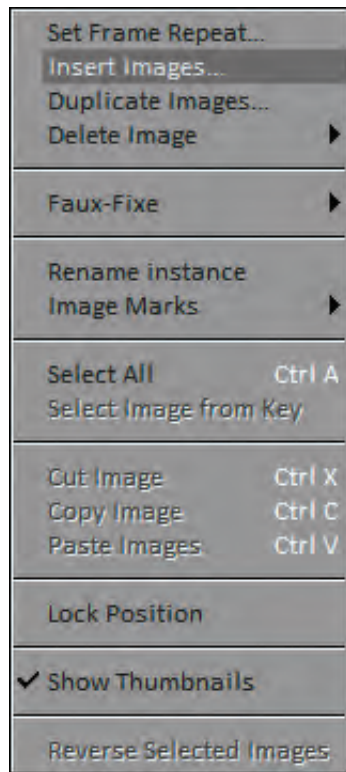 Set Frame Repeat...
Insert Images...
Duplicate Images...
Delete Image
Faux-Fixe
Rename instance
Image Marks
Select All Ctrl A
Select Image from Key
Cut Image Ctrl X
Copy Image Ctrl C
Paste Images Ctrl V
Lock Position
Show Thumbnails
Reverse Selected Images